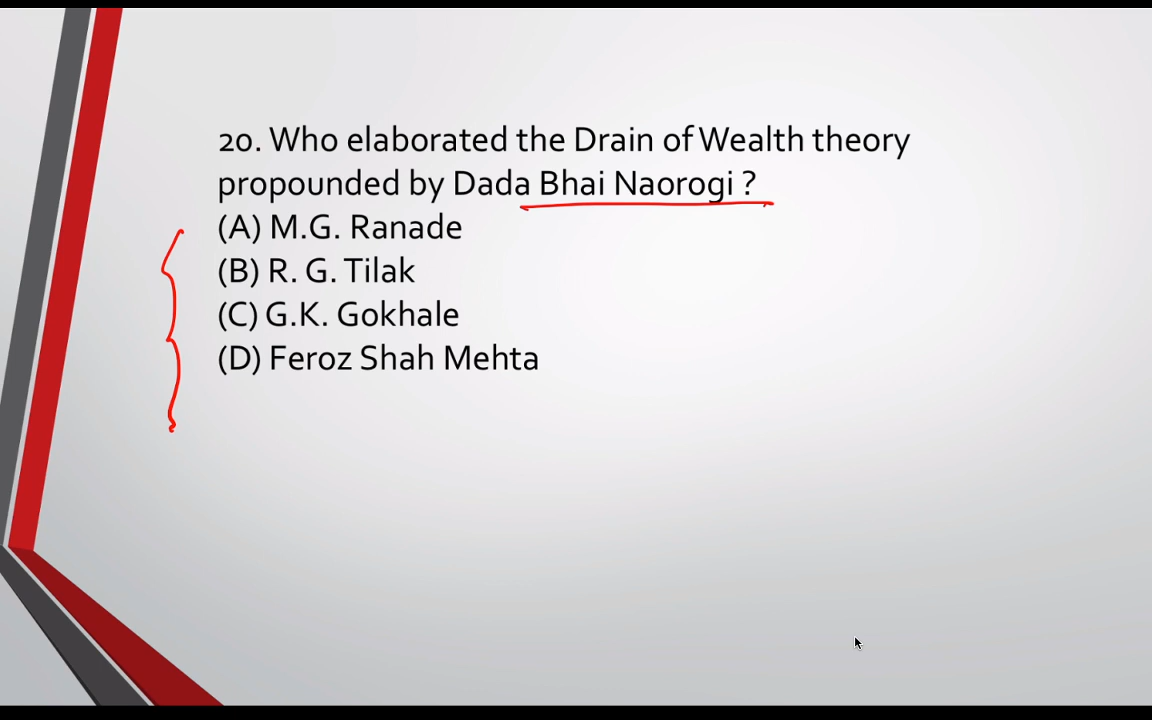 20. Who elaborated the Drain of Wealth theory
propounded by Dada Bhai Naorogi ?
(A) M.G. Ranade
(B) R. G. Tilak
(C) G.K. Gokhale
(D) Feroz Shah Mehta